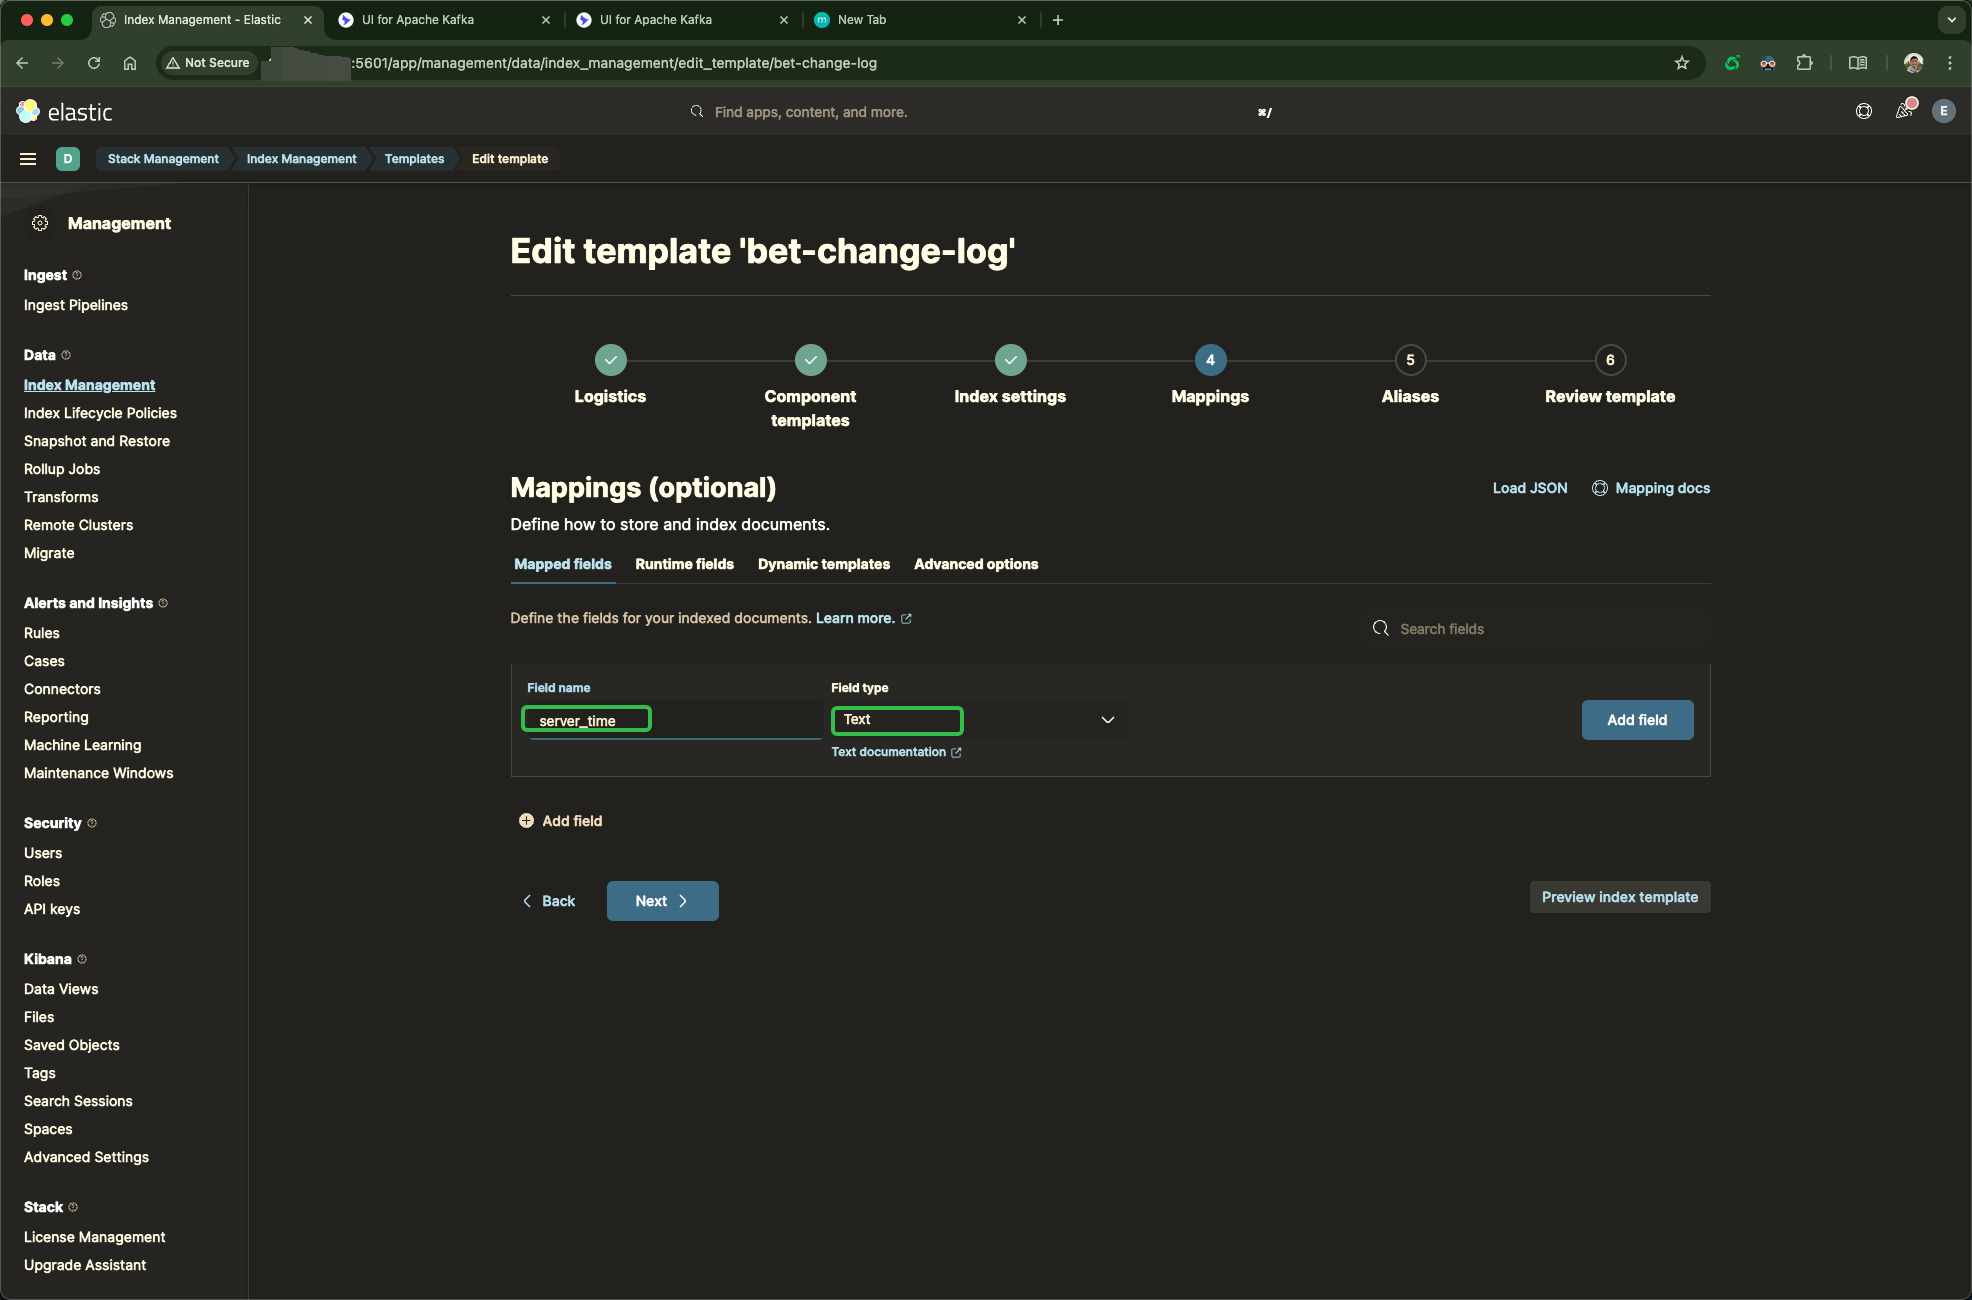 Index Management - Elastic
UI for Apache Kafka
UI for Apache Kafka
New Tab
Not Secure
:5601/app/management/data/index_management/edit_template/bet-change-log
elastic
Find apps, content, and more.
⌘/
E
D
Stack Management
Index Management
Templates
Edit template
Management
Ingest
Ingest Pipelines
Data
Index Management
Index Lifecycle Policies
Snapshot and Restore
Rollup Jobs
Transforms
Remote Clusters
Migrate
Alerts and Insights
Rules
Cases
Connectors
Reporting
Machine Learning
Maintenance Windows
Security
Users
Roles
API keys
Kibana
Data Views
Files
Saved Objects
Tags
Search Sessions
Spaces
Advanced Settings
Stack
License Management
Upgrade Assistant
Edit template 'bet-change-log'
Logistics
Component
templates
Index settings
4
Mappings
5
Aliases
6
Review template
Mappings (optional)
Load JSON
Mapping docs
Define how to store and index documents.
Mapped fields
Runtime fields
Dynamic templates
Advanced options
Define the fields for your indexed documents. Learn more.
Search fields
Field name
server_time
Field type
Text
Text documentation
Add field
Add field
Back
Next
Preview index template